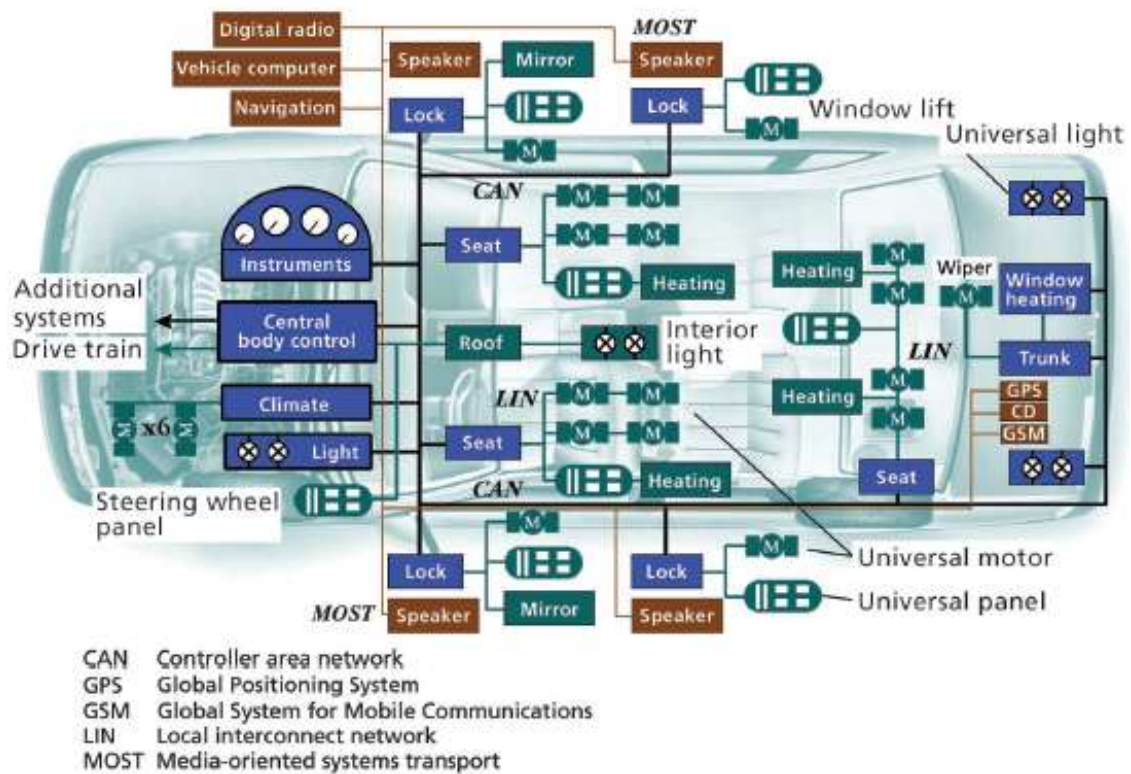 Digital radio
MOST
Vehicle computer
Speaker
Mirror
Speaker
Navigation
Lock
Lock
M
M
Window lift
Universal light
CAN
M
M
Seat
M
M
Instruments
Heating
Heating
M
M
Wiper
M
Window
heating
Additional
systems
Drive train
Central
body control
Roof
Interior
light
LIN
Trunk
Climate
LIN
M
M
Heating
M
M
GPS
CD
GSM
M
x6
M
Light
Seat
M
M
Steering wheel
panel
CAN
Heating
Seat
M
Lock
Lock
M
Universal motor
Mirror
Universal panel
MOST
Speaker
Speaker
CAN Controller area network
GPS Global Positioning System
GSM Global System for Mobile Communications
LIN Local interconnect network
MOST Media-oriented systems transport